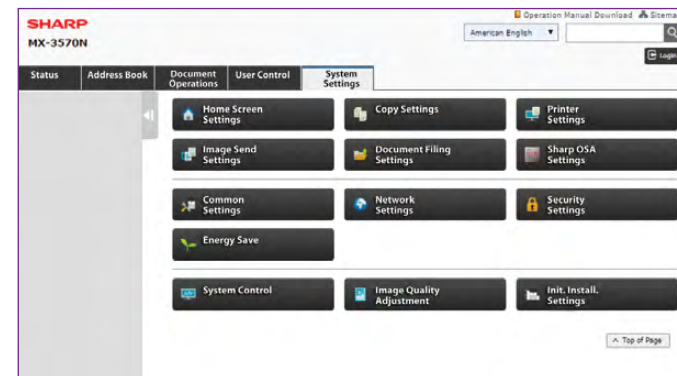 Operation Manual Download Sitema
SHARP
American English
MX-3570N
Login
Status Address Book Document Operations User Control System Settings
Home Screen Settings
Copy Settings
Printer Settings
Image Send Settings
Document Filing Settings
Sharp OSA Settings
Common Settings
Network Settings
Security Settings
Energy Save
System Control
Image Quality Adjustment
Init. Install. Settings
Top of Page